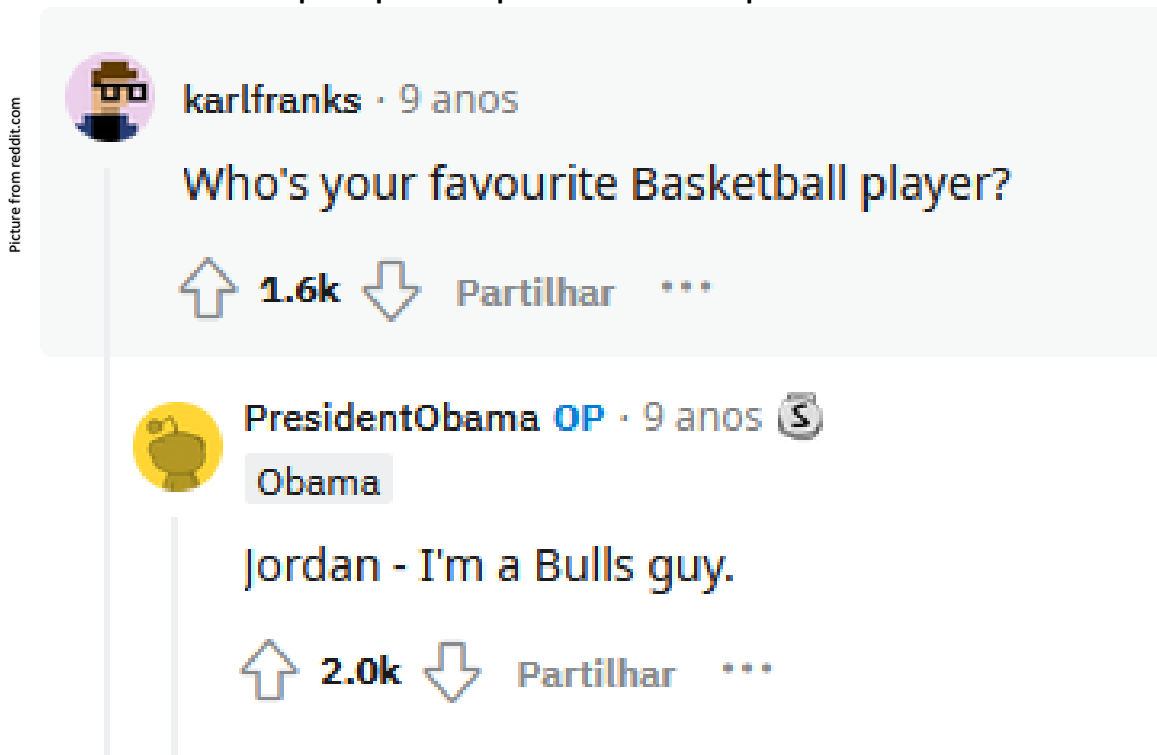 Picture from reddit.com
karlfranks · 9 anos
Who's your favourite Basketball player?
1.6k Partilhar ...
PresidentObama OP · 9 anos
Obama
Jordan - I'm a Bulls guy.
2.0k Partilhar ...